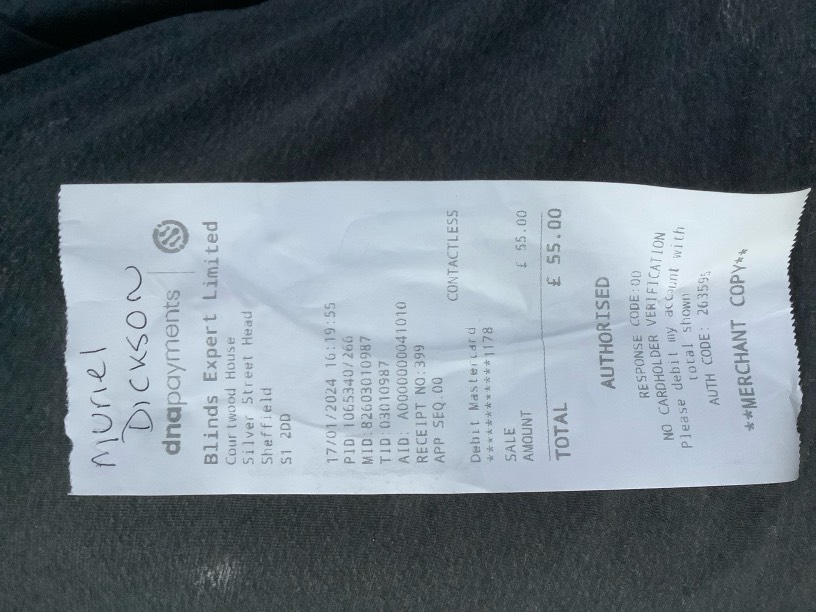 Muriel
Dickson
dnapayments
Blinds Expert Limited
Courtwood House
Silver Street Head
Sheffield
S1 2DD
17/01/2024 16:19:55
PID:1065340/266
MID:82603010987
TID:03010987
AID: A0000000041010
RECEIPT NO:399
APP SEQ.00
CONTACTLESS
Debit Mastercard
************1178
SALE
AMOUNT £ 55.00
TOTAL £ 55.00
AUTHORISED
RESPONSE CODE:00
NO CARDHOLDER VERIFICATION
Please debit my account with
total shown
AUTH CODE: 263595
**MERCHANT COPY**